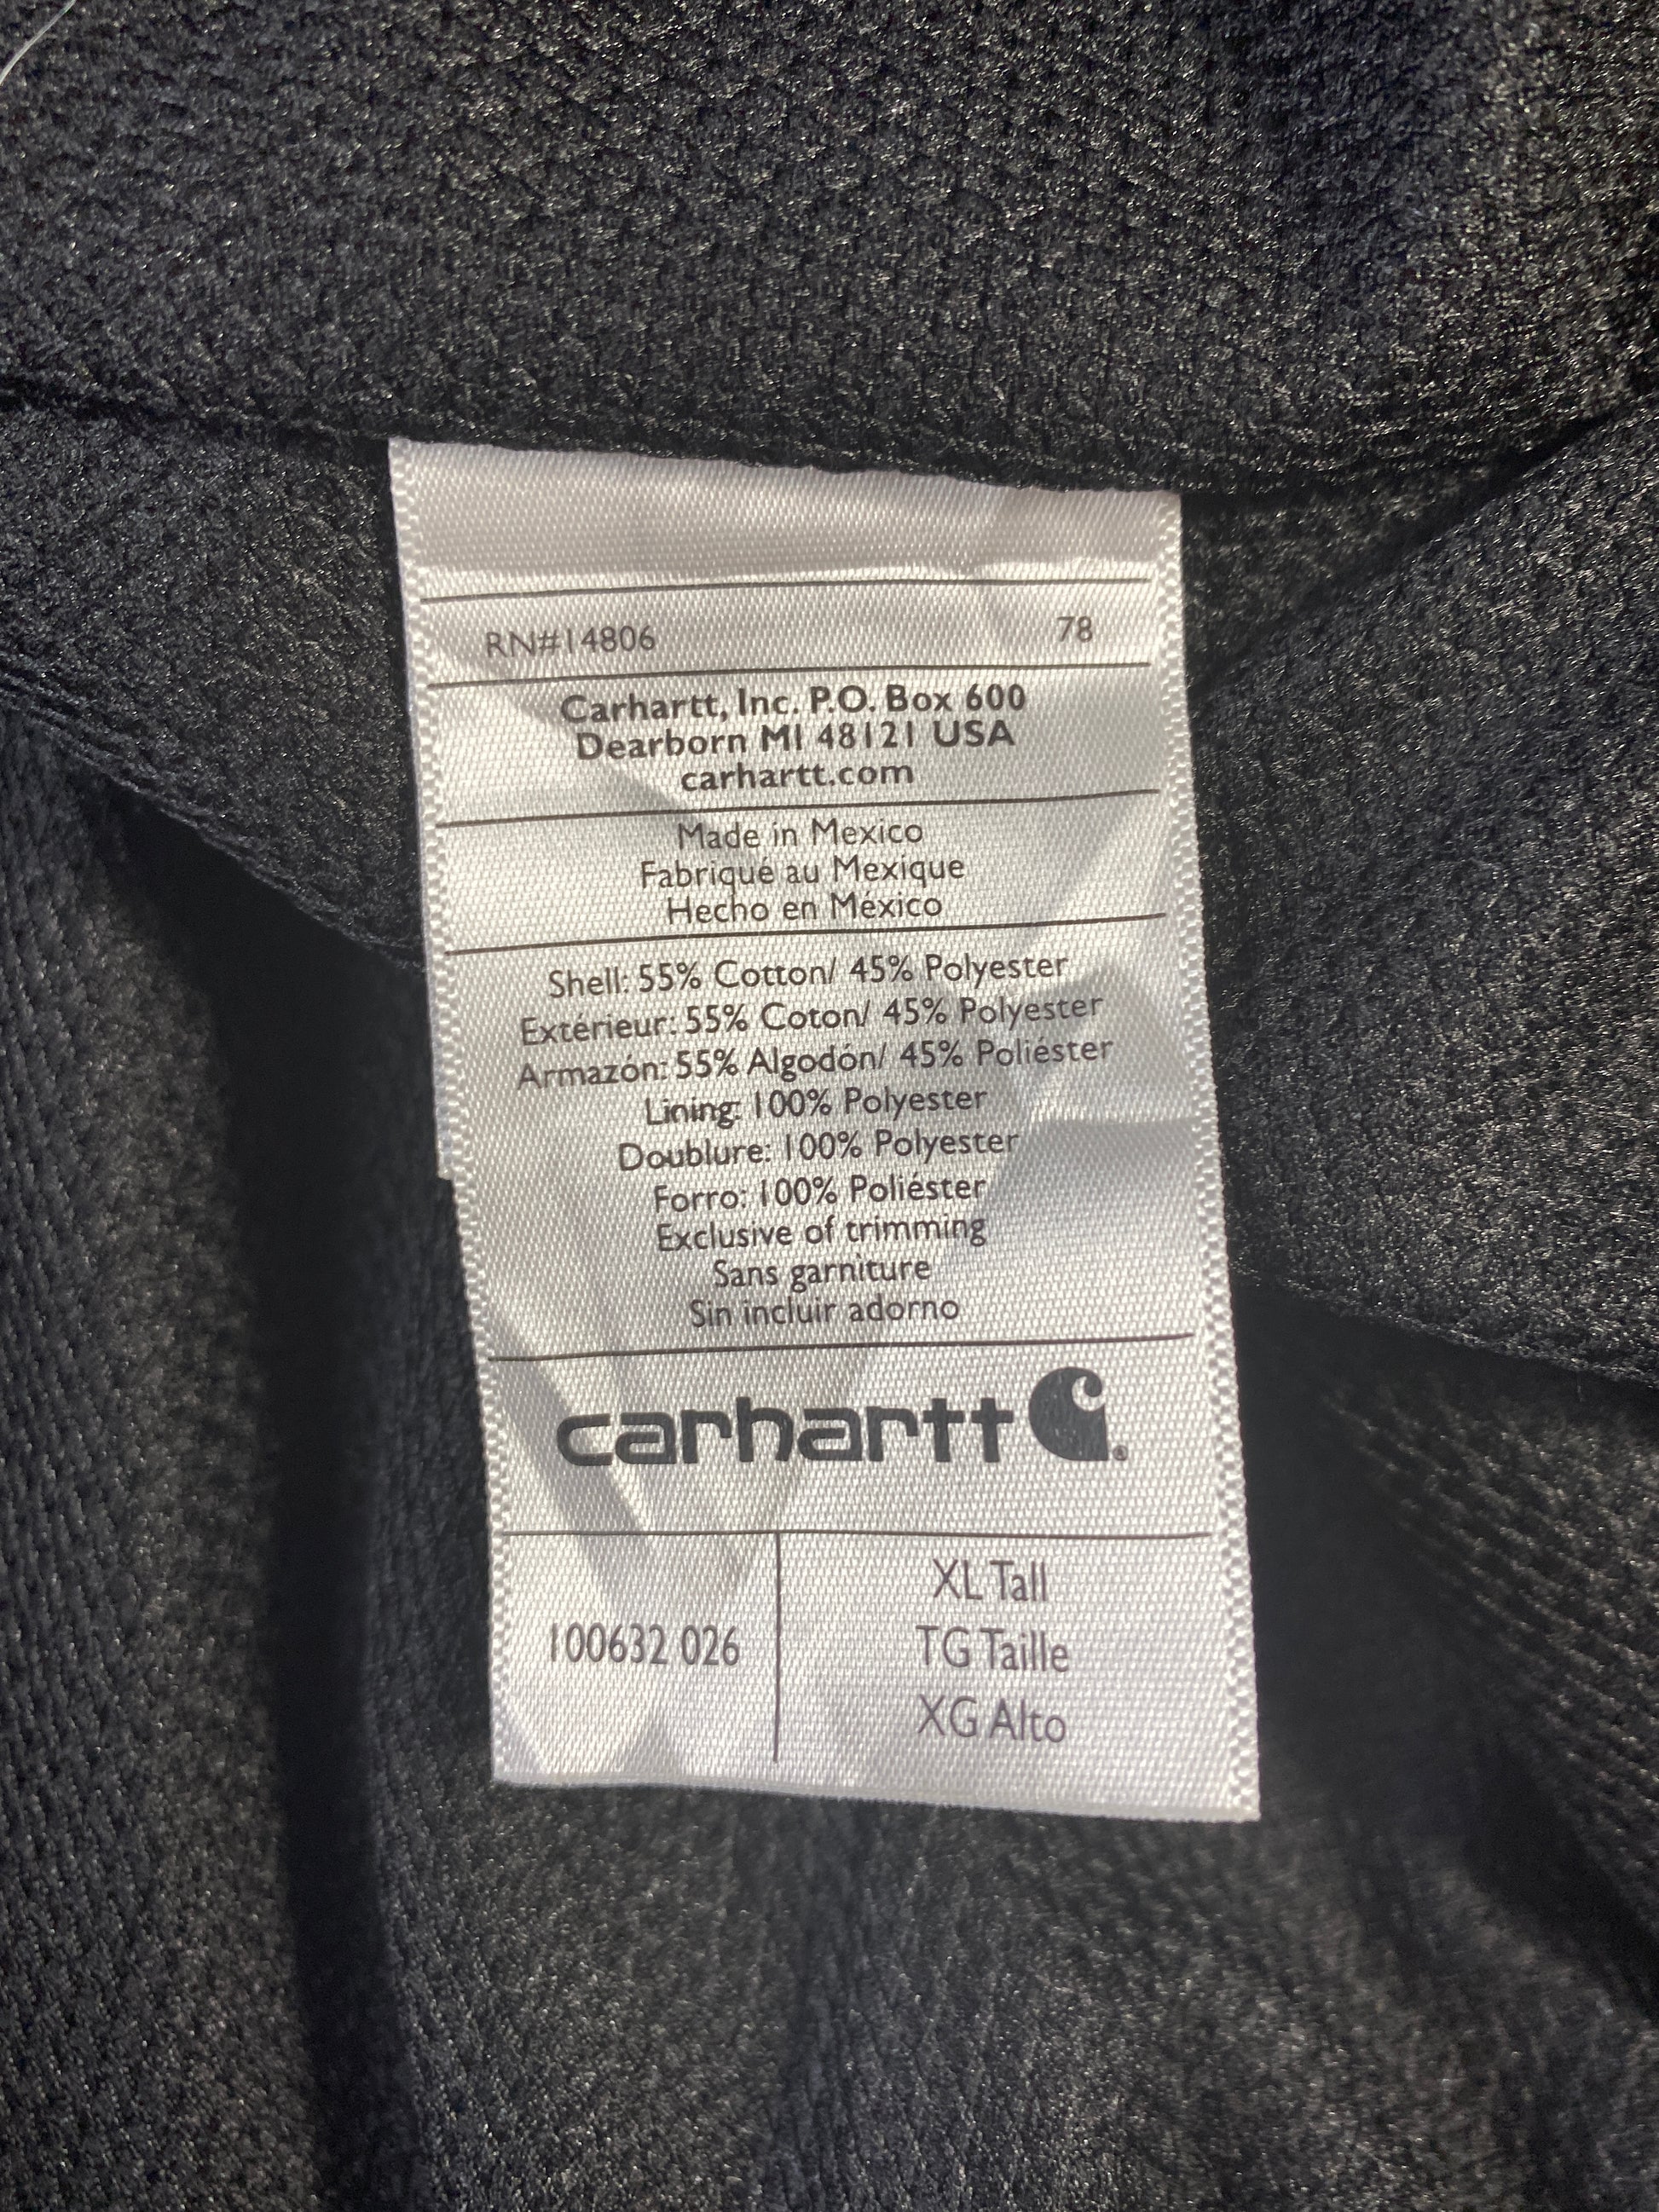 RN#14806 78
Carhartt, Inc. P.O. Box 600
Dearborn MI 48121 USA
carhartt.com
Made in Mexico
Fabriqué au Mexique
Hecho en México
Shell: 55% Cotton/ 45% Polyester
Extérieur: 55% Coton/ 45% Polyester
Armazón: 55% Algodón/ 45% Poliéster
Lining: 100% Polyester
Doublure: 100% Polyester
Forro: 100% Poliéster
Exclusive of trimming
Sans garniture
Sin incluir adorno
carhartt ®
100632 026
XL Tall
TG Taille
XG Alto